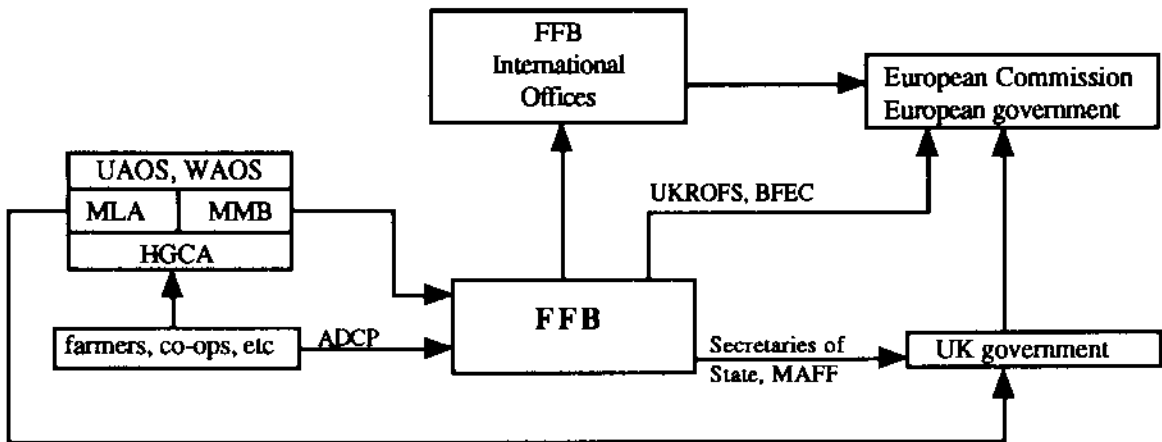 FFB
International
Offices
European Commission
European government
UAOS, WAOS
MLA MMB
HGCA
UKROFS, BFEC
FFB
farmers, co-ops, etc
ADCP
Secretaries of
State, MAFF
UK government